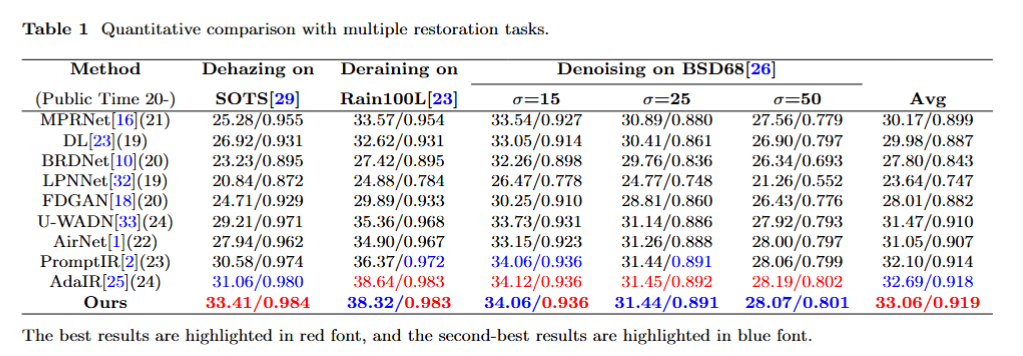 Table 1 Quantitative comparison with multiple restoration tasks.
Method Dehazing on Deraining on Denoising on BSD68[26]
(Public Time 20-) SOTS[29] Rain100L[23] σ=15 σ=25 σ=50 Avg
MPRNet[16](21) 25.28/0.955 33.57/0.954 33.54/0.927 30.89/0.880 27.56/0.779 30.17/0.899
DL[23](19) 26.92/0.931 32.62/0.931 33.05/0.914 30.41/0.861 26.90/0.797 29.98/0.887
BRDNet[10](20) 23.23/0.895 27.42/0.895 32.26/0.898 29.76/0.836 26.34/0.693 27.80/0.843
LPNNet[32](19) 20.84/0.872 24.88/0.784 26.47/0.778 24.77/0.748 21.26/0.552 23.64/0.747
FDGAN[18](20) 24.71/0.929 29.89/0.933 30.25/0.910 28.81/0.860 26.43/0.776 28.01/0.882
U-WADN[33](24) 29.21/0.971 35.36/0.968 33.73/0.931 31.14/0.886 27.92/0.793 31.47/0.910
AirNet[1](22) 27.94/0.962 34.90/0.967 33.15/0.923 31.26/0.888 28.00/0.797 31.05/0.907
PromptIR[2](23) 30.58/0.974 36.37/0.972 34.06/0.936 31.44/0.891 28.06/0.799 32.10/0.914
AdaIR[25](24) 31.06/0.980 38.64/0.983 34.12/0.936 31.45/0.892 28.19/0.802 32.69/0.918
Ours 33.41/0.984 38.32/0.983 34.06/0.936 31.44/0.891 28.07/0.801 33.06/0.919
The best results are highlighted in red font, and the second-best results are highlighted in blue font.